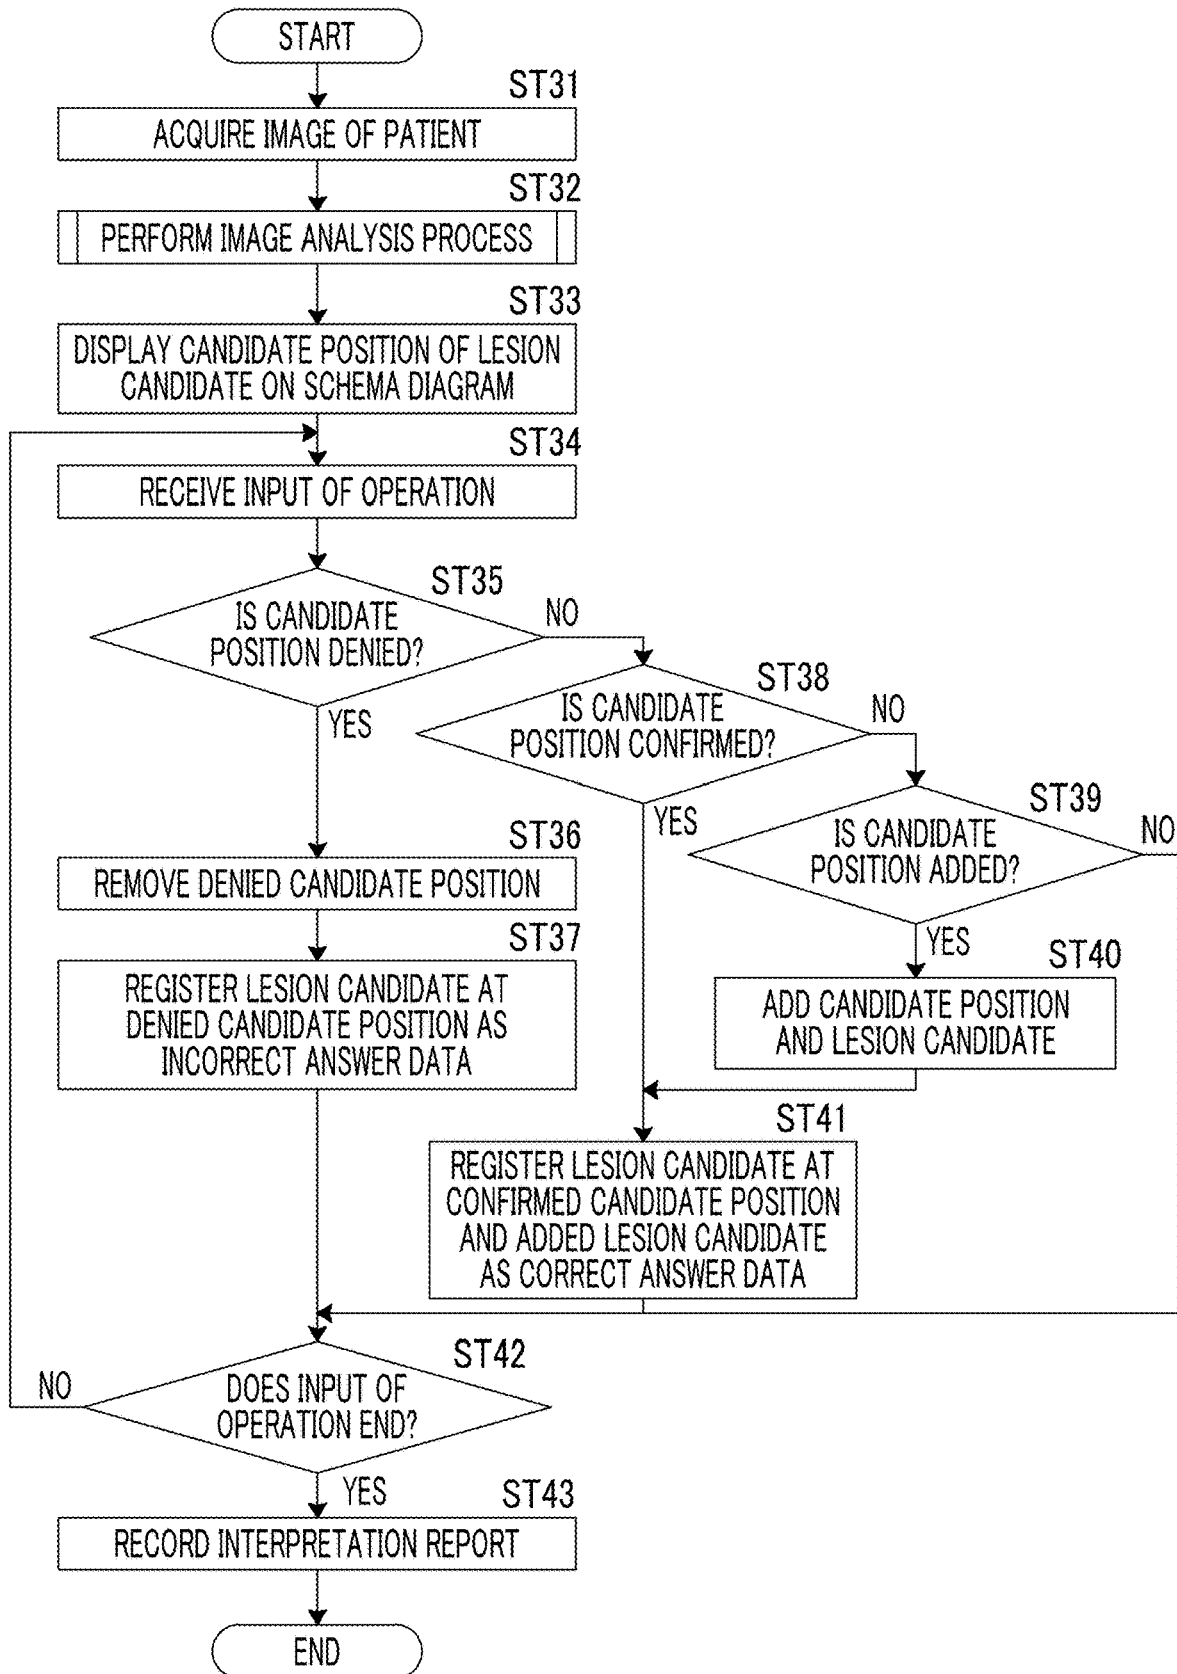 START
ST31
ACQUIRE IMAGE OF PATIENT
ST32
PERFORM IMAGE ANALYSIS PROCESS
ST33
DISPLAY CANDIDATE POSITION OF LESION
CANDIDATE ON SCHEMA DIAGRAM
ST34
RECEIVE INPUT OF OPERATION
ST35
IS CANDIDATE
POSITION DENIED?
NO
YES
ST38
IS CANDIDATE
POSITION CONFIRMED?
NO
YES
ST39
IS CANDIDATE
POSITION ADDED?
NO
YES
ST36
REMOVE DENIED CANDIDATE POSITION
ST37
REGISTER LESION CANDIDATE AT
DENIED CANDIDATE POSITION AS
INCORRECT ANSWER DATA
ST40
ADD CANDIDATE POSITION
AND LESION CANDIDATE
ST41
REGISTER LESION CANDIDATE AT
CONFIRMED CANDIDATE POSITION
AND ADDED LESION CANDIDATE
AS CORRECT ANSWER DATA
ST42
DOES INPUT OF
OPERATION END?
NO
YES
ST43
RECORD INTERPRETATION REPORT
END